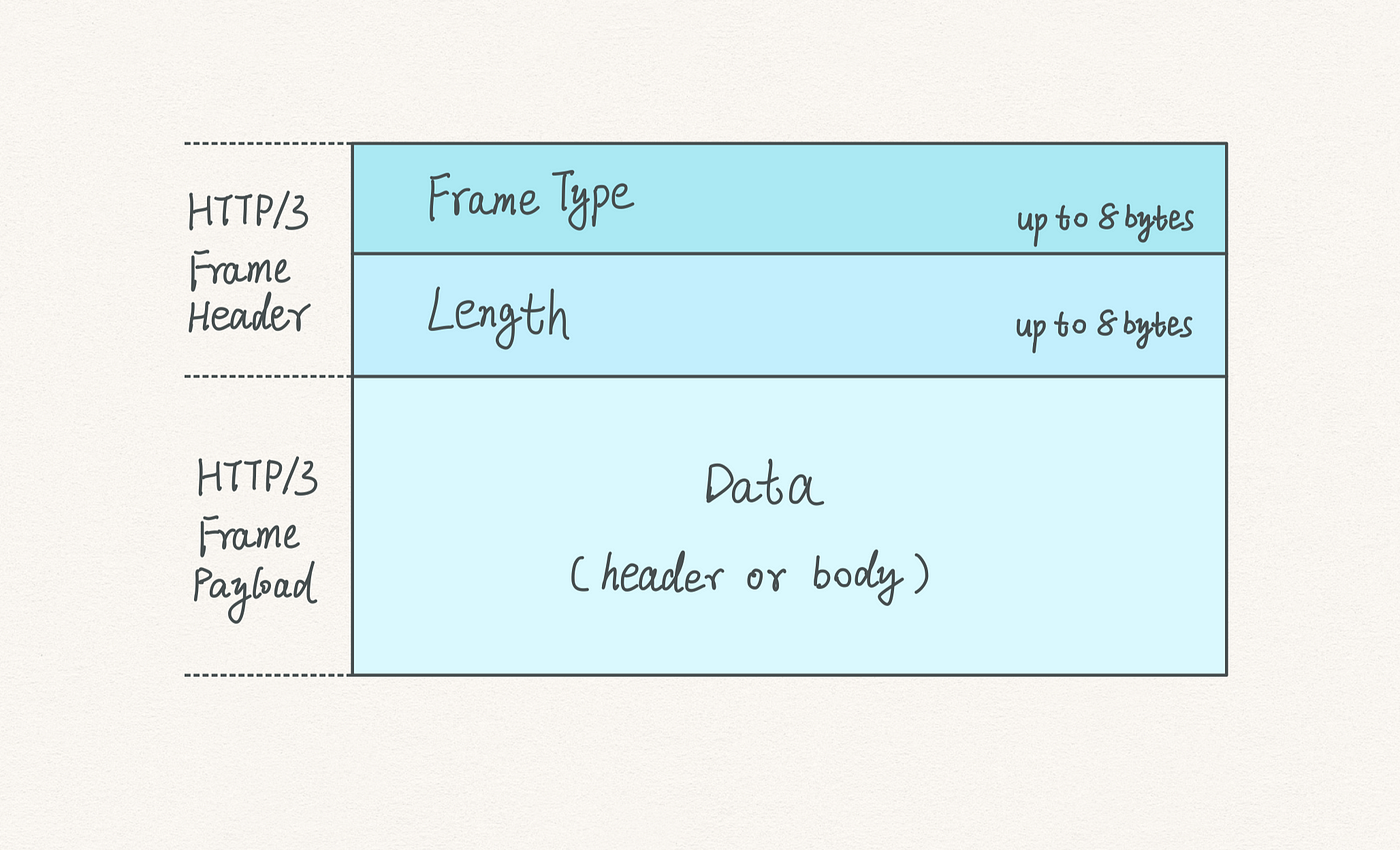 HTTP/3
Frame
Header
Frame Type
up to 8 bytes
Length
up to 8 bytes
HTTP/3
Frame
Payload
Data
(header or body)